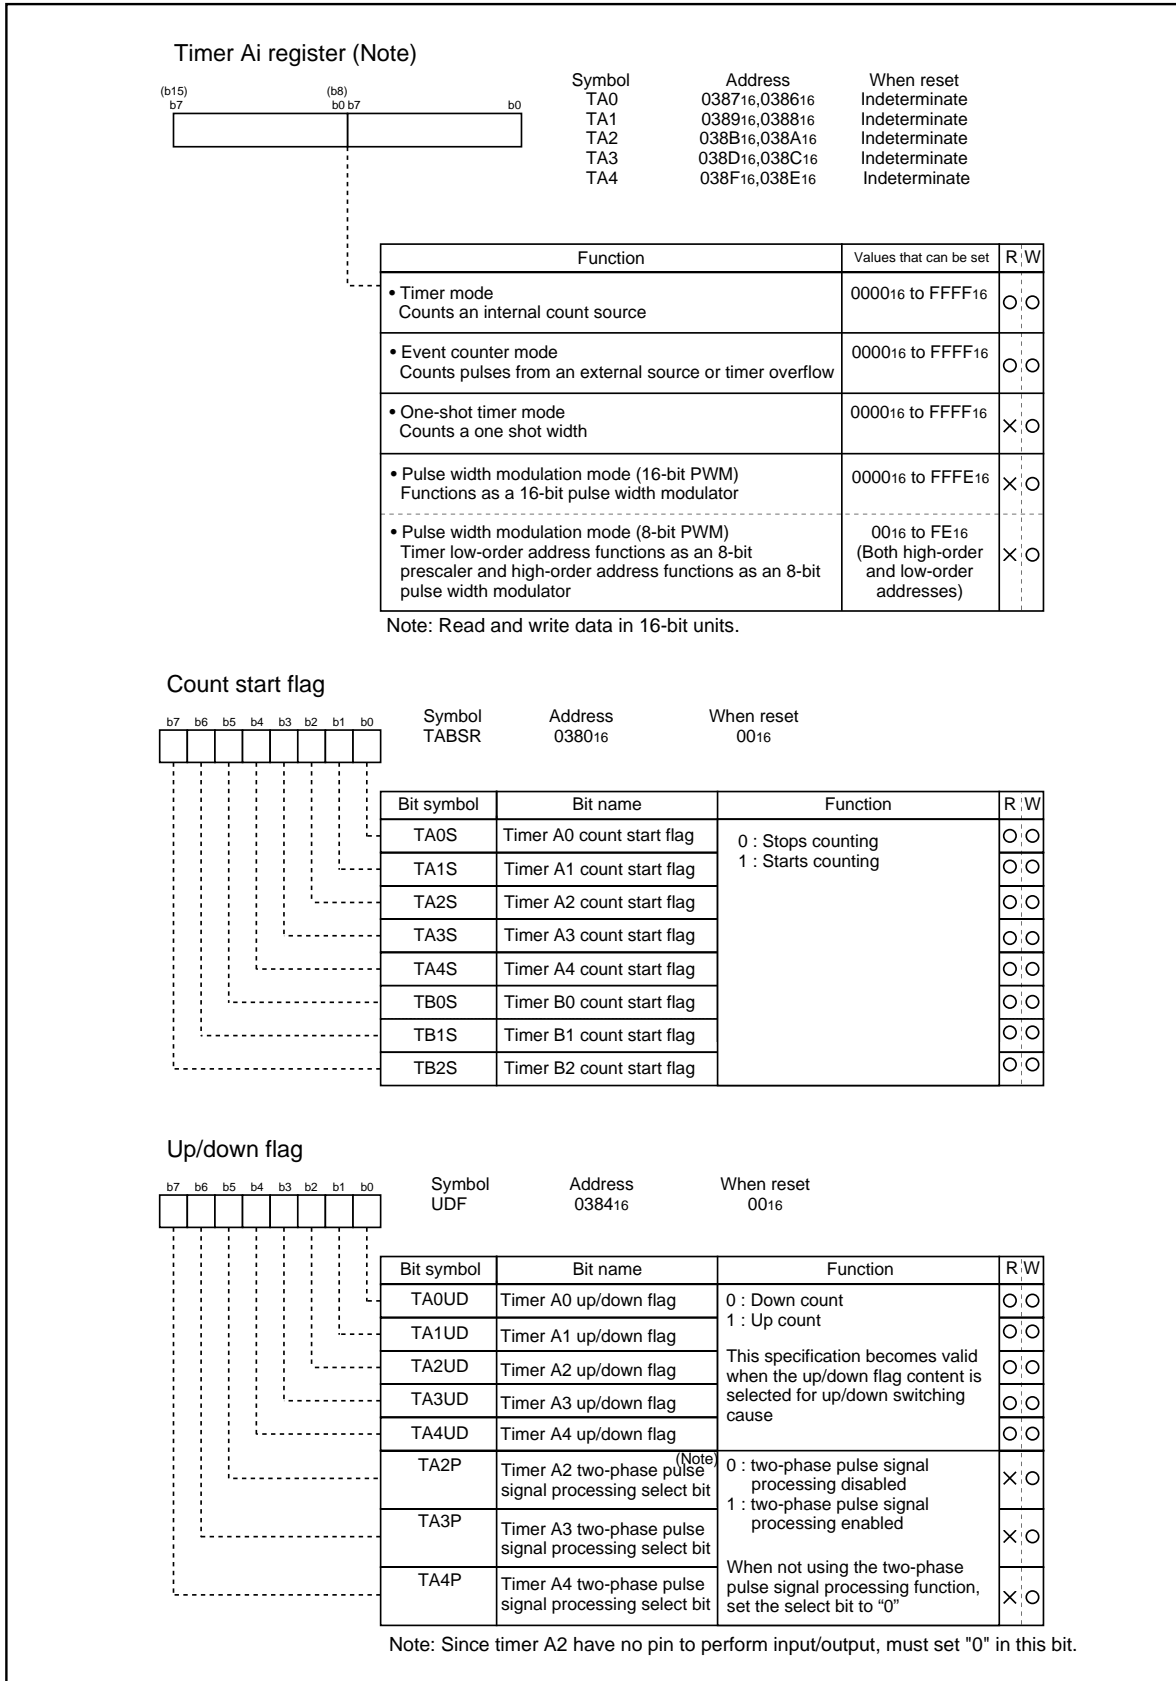 Timer Ai register (Note)
(b15) (b8)
b7 b0 b7 b0
Symbol Address When reset
TA0 038716,038616 Indeterminate
TA1 038916,038816 Indeterminate
TA2 038B16,038A16 Indeterminate
TA3 038D16,038C16 Indeterminate
TA4 038F16,038E16 Indeterminate
Function Values that can be set R W
• Timer mode 000016 to FFFF16
Counts an internal count source
• Event counter mode 000016 to FFFF16
Counts pulses from an external source or timer overflow
• One-shot timer mode 000016 to FFFF16
Counts a one shot width
• Pulse width modulation mode (16-bit PWM) 000016 to FFFE16
Functions as a 16-bit pulse width modulator
• Pulse width modulation mode (8-bit PWM) 0016 to FE16
Timer low-order address functions as an 8-bit (Both high-order
prescaler and high-order address functions as an 8-bit and low-order
pulse width modulator addresses)
Note: Read and write data in 16-bit units.
Count start flag
b7 b6 b5 b4 b3 b2 b1 b0
Symbol Address When reset
TABSR 038016 0016
Bit symbol Bit name Function R W
TA0S Timer A0 count start flag 0 : Stops counting
TA1S Timer A1 count start flag 1 : Starts counting
TA2S Timer A2 count start flag
TA3S Timer A3 count start flag
TA4S Timer A4 count start flag
TB0S Timer B0 count start flag
TB1S Timer B1 count start flag
TB2S Timer B2 count start flag
Up/down flag
b7 b6 b5 b4 b3 b2 b1 b0
Symbol Address When reset
UDF 038416 0016
Bit symbol Bit name Function R W
TA0UD Timer A0 up/down flag 0 : Down count
TA1UD Timer A1 up/down flag 1 : Up count
TA2UD Timer A2 up/down flag This specification becomes valid
when the up/down flag content is
TA3UD Timer A3 up/down flag selected for up/down switching
TA4UD Timer A4 up/down flag cause
(Note)
TA2P Timer A2 two-phase pulse 0 : two-phase pulse signal
signal processing select bit processing disabled
1 : two-phase pulse signal
TA3P Timer A3 two-phase pulse processing enabled
signal processing select bit
When not using the two-phase
TA4P Timer A4 two-phase pulse pulse signal processing function,
signal processing select bit set the select bit to “0”
Note: Since timer A2 have no pin to perform input/output, must set "0" in this bit.